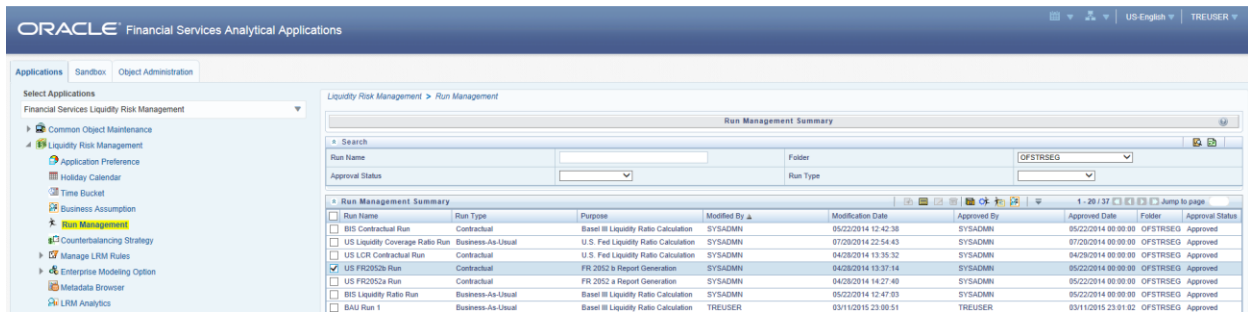 ORACLE Financial Services Analytical Applications
US-English TREUSER
Applications Sandbox Object Administration
Select Applications
Financial Services Liquidity Risk Management
Common Object Maintenance
Liquidity Risk Management
Application Preference
Holiday Calendar
Time Bucket
Business Assumption
Run Management
Counterbalancing Strategy
Manage LRM Rules
Enterprise Modeling Option
Metadata Browser
LRM Analytics
Liquidity Risk Management > Run Management
Run Management Summary
Search
Run Name Folder OFSTRSEG
Approval Status Run Type
Run Management Summary 1 - 20 / 37 Jump to page
Run Name Run Type Purpose Modified By Modification Date Approved By Approved Date Folder Approval Status
BIS Contractual Run Contractual Basel III Liquidity Ratio Calculation SYSADMN 05/22/2014 12:42:38 SYSADMN 05/22/2014 00:00:00 OFSTRSEG Approved
US Liquidity Coverage Ratio Run Business-As-Usual U.S. Fed Liquidity Ratio Calculation SYSADMN 07/20/2014 22:54:43 SYSADMN 07/20/2014 00:00:00 OFSTRSEG Approved
US LCR Contractual Run Contractual U.S. Fed Liquidity Ratio Calculation SYSADMN 04/28/2014 13:35:32 SYSADMN 04/29/2014 00:00:00 OFSTRSEG Approved
US FR2052b Run Contractual FR 2052 b Report Generation SYSADMN 04/28/2014 13:37:14 SYSADMN 05/22/2014 00:00:00 OFSTRSEG Approved
US FR2052a Run Contractual FR 2052 a Report Generation SYSADMN 04/28/2014 14:27:40 SYSADMN 05/22/2014 00:00:00 OFSTRSEG Approved
BIS Liquidity Ratio Run Business-As-Usual Basel III Liquidity Ratio Calculation SYSADMN 05/22/2014 12:47:03 SYSADMN 05/22/2014 00:00:00 OFSTRSEG Approved
BAU Run 1 Business-As-Usual Basel III Liquidity Ratio Calculation TREUSER 03/11/2015 23:00:51 TREUSER 03/11/2015 23:01:02 OFSTRSEG Approved